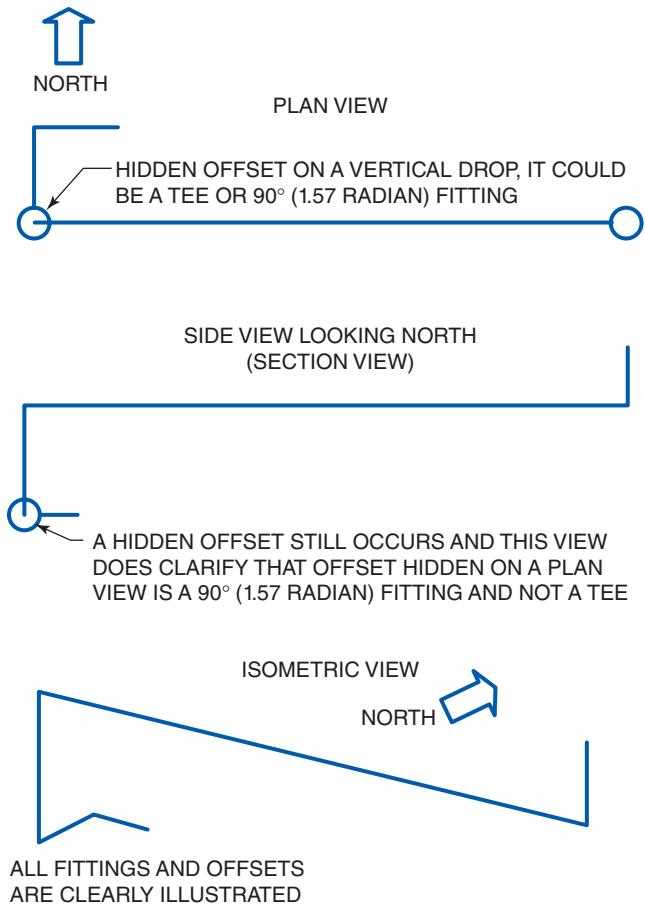 NORTH
PLAN VIEW
HIDDEN OFFSET ON A VERTICAL DROP, IT COULD
BE A TEE OR 90° (1.57 RADIAN) FITTING
SIDE VIEW LOOKING NORTH
(SECTION VIEW)
A HIDDEN OFFSET STILL OCCURS AND THIS VIEW
DOES CLARIFY THAT OFFSET HIDDEN ON A PLAN
VIEW IS A 90° (1.57 RADIAN) FITTING AND NOT A TEE
ISOMETRIC VIEW
NORTH
ALL FITTINGS AND OFFSETS
ARE CLEARLY ILLUSTRATED